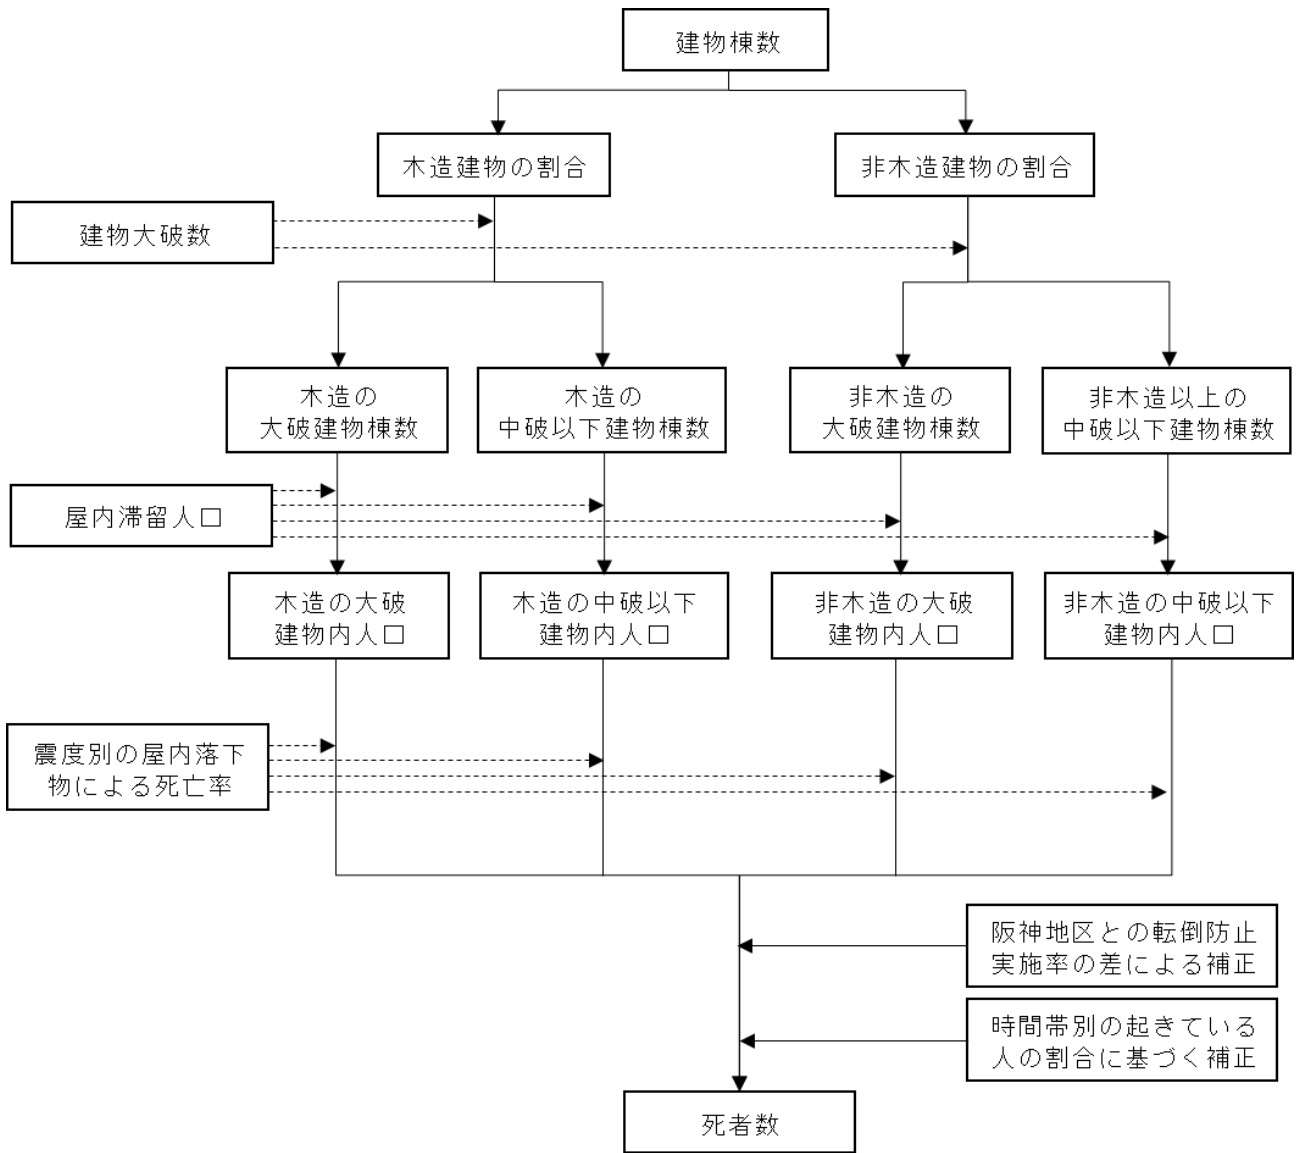 建物棟数
木造建物の割合
非木造建物の割合
建物大破数
木造の
大破建物棟数
木造の
中破以下建物棟数
非木造の
大破建物棟数
非木造以上の
中破以下建物棟数
屋内滞留人口
木造の大破
建物内人口
木造の中破以下
建物内人口
非木造の大破
建物内人口
非木造の中破以下
建物内人口
震度別の屋内落下
物による死亡率
阪神地区との転倒防止
実施率の差による補正
時間帯別の起きている
人の割合に基づく補正
死者数